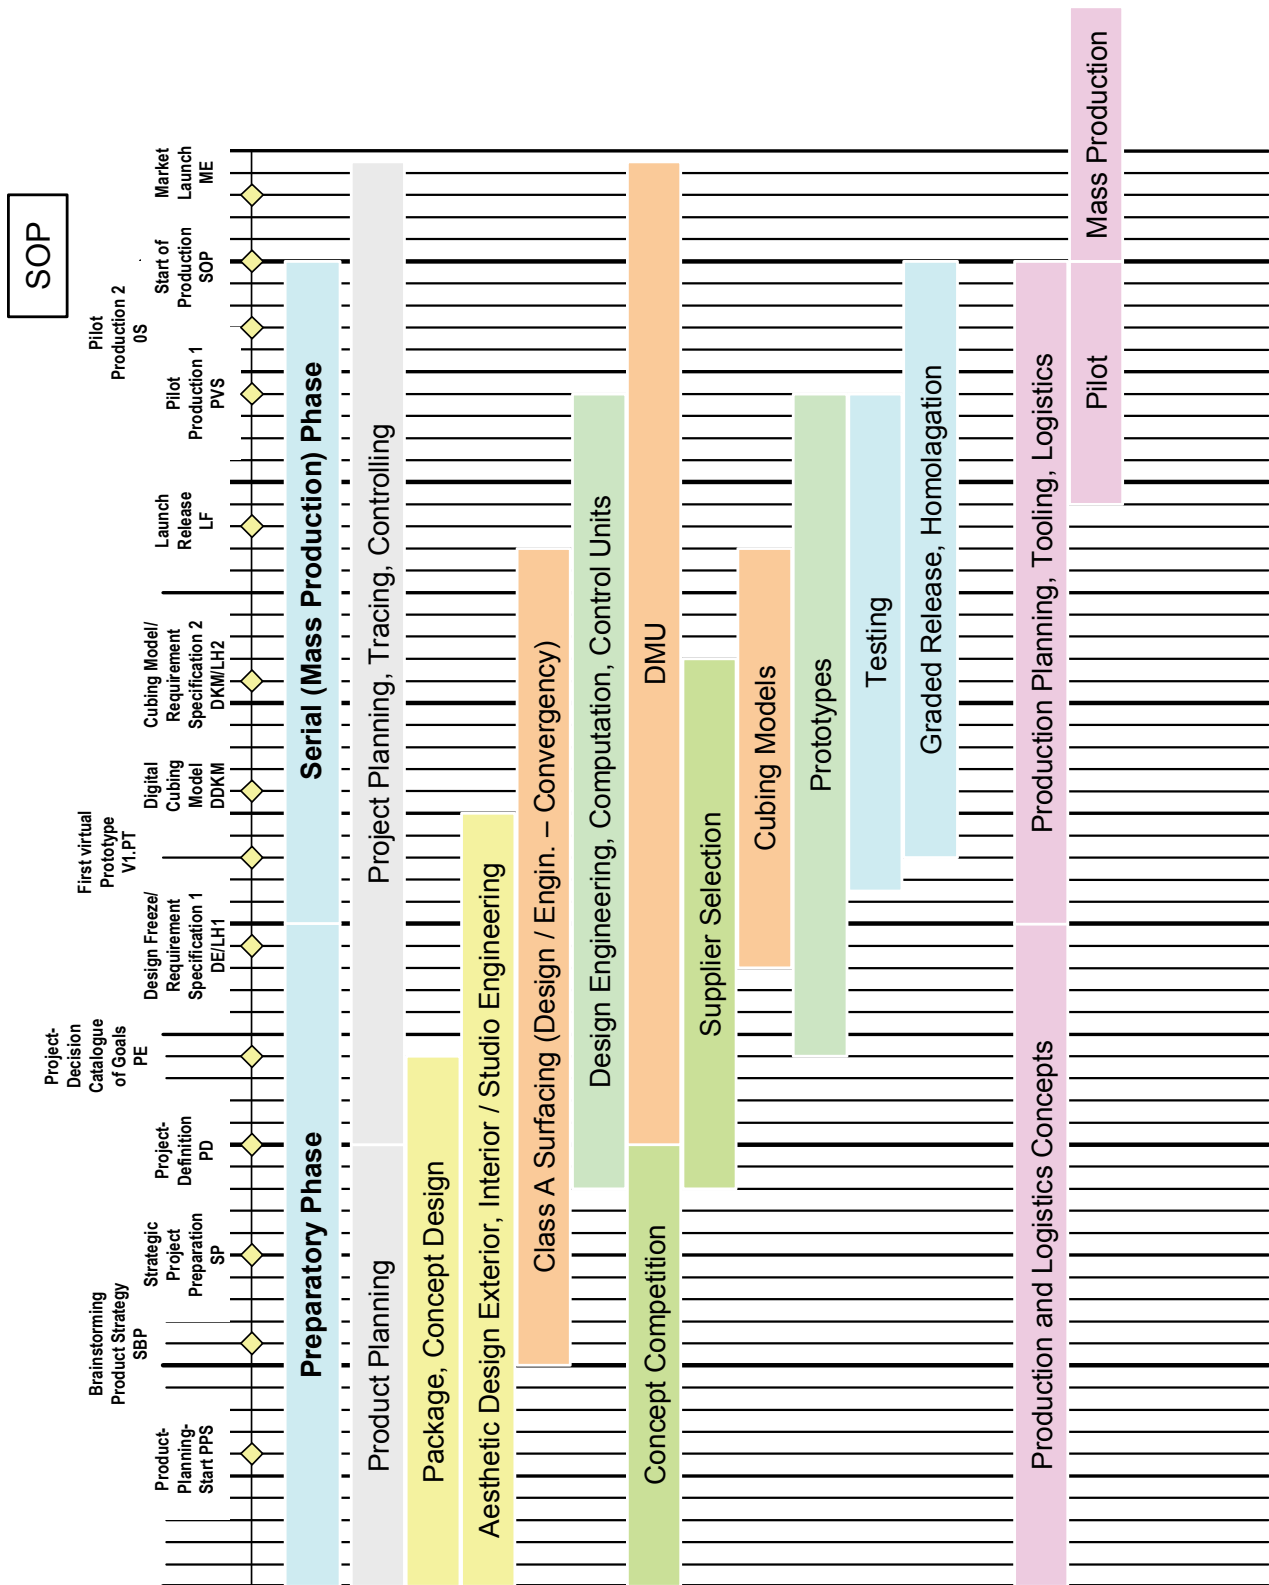 SOP
Product-
Planning-
Start PPS
Brainstorming
Product Strategy
SBP
Strategic
Project
Preparation
SP
Project-
Definition
PD
Project-
Decision
Catalogue
of Goals
PE
Design Freeze/
Requirement
Specification 1
DE/LH1
First virtual
Prototype
V1.PT
Digital
Cubing
Model
DDKM
Cubing Model/
Requirement
Specification 2
DKM/LH2
Launch
Release
LF
Pilot
Production 1
PVS
Pilot
Production 2
0S
Start of
Production
SOP
Market
Launch
ME
Preparatory Phase
Serial (Mass Production) Phase
Product Planning
Project Planning, Tracing, Controlling
Package, Concept Design
Aesthetic Design Exterior, Interior / Studio Engineering
Class A Surfacing (Design / Engin. – Convergency)
Design Engineering, Computation, Control Units
Concept Competition
DMU
Supplier Selection
Cubing Models
Prototypes
Testing
Graded Release, Homolagation
Production and Logistics Concepts
Production Planning, Tooling, Logistics
Pilot
Mass Production